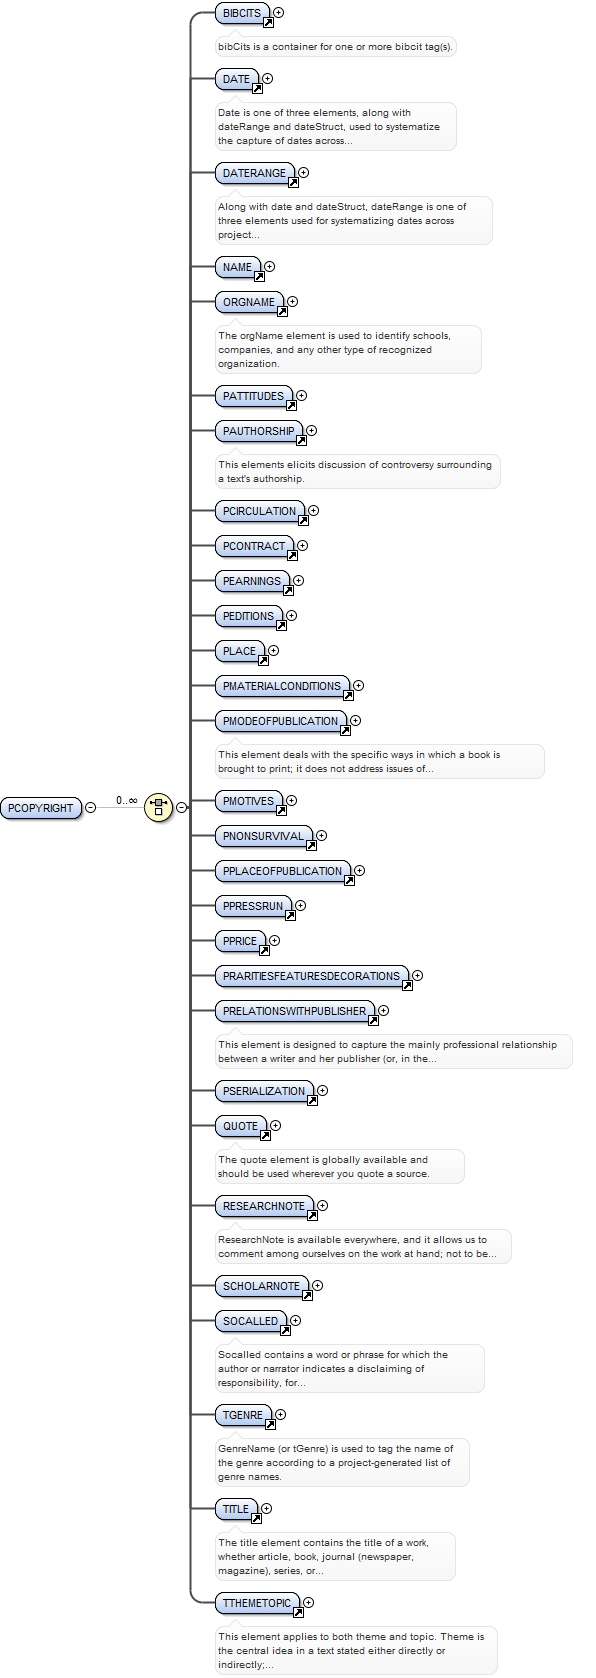 BIBCITS
bibCits is a container for one or more bibcit tag(s).
DATE
Date is one of three elements, along with
dateRange and dateStruct, used to systematize
the capture of dates across...
DATERANGE
Along with date and dateStruct, dateRange is one of
three elements used for systematizing dates across
project...
NAME
ORGNAME
The orgName element is used to identify schools,
companies, and any other type of recognized
organization.
PATTITUDES
PAUTHORSHIP
This elements elicits discussion of controversy surrounding
a text's authorship.
PCIRCULATION
PCONTRACT
PEARNINGS
PEDITIONS
PLACE
PMATERIALCONDITIONS
PMODEOFPUBLICATION
This element deals with the specific ways in which a book is
brought to print; it does not address issues of...
PCOPYRIGHT
0..∞
PMOTIVES
PNONSURVIVAL
PPLACEOFPUBLICATION
PPRESSRUN
PPRICE
PRARITIESFEATURESDECORATIONS
PRELATIONSWITHPUBLISHER
This element is designed to capture the mainly professional relationship
between a writer and her publisher (or, in the...
PSERIALIZATION
QUOTE
The quote element is globally available and
should be used wherever you quote a source.
RESEARCHNOTE
ResearchNote is available everywhere, and it allows us to
comment among ourselves on the work at hand; not to be...
SCHOLARNOTE
SOCALLED
Socalled contains a word or phrase for which the
author or narrator indicates a disclaiming of
responsibility, for...
TGENRE
GenreName (or tGenre) is used to tag the name of
the genre according to a project-generated list of
genre names.
TITLE
The title element contains the title of a work,
whether article, book, journal (newspaper,
magazine), series, or...
TTHEMETOPIC
This element applies to both theme and topic. Theme is
the central idea in a text stated either directly or
indirectly;...